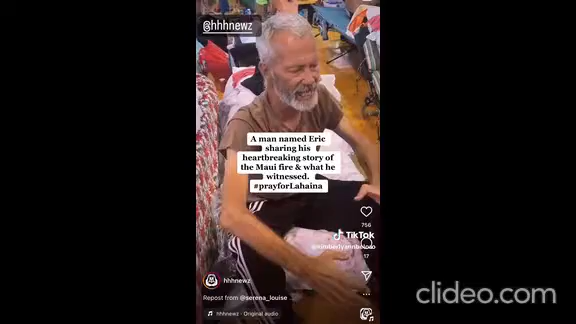 @hhhnewz
A man named Eric
sharing his
heartbreaking story of
the Maui fire & what he
witnessed.
#prayforLahaina
756
TikTok
17
hhhnewz
Repost from @serena_louise
hhhnewz · Original audio
clideo.com